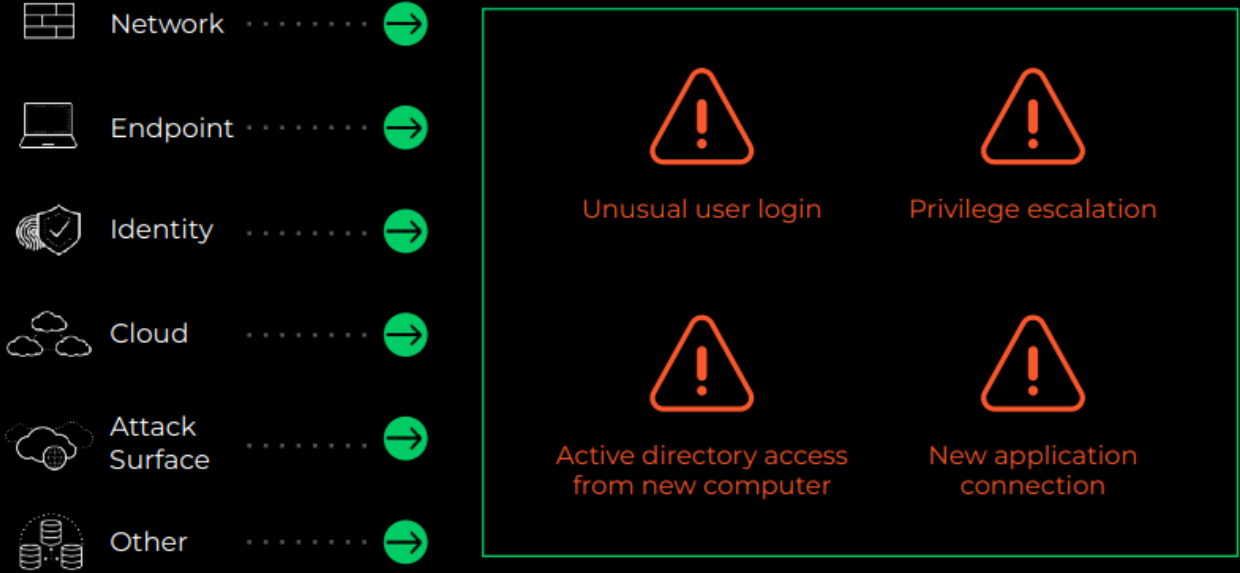 Network
Endpoint
Identity
Cloud
Attack
Surface
Other
Unusual user login
Privilege escalation
Active directory access
from new computer
New application
connection